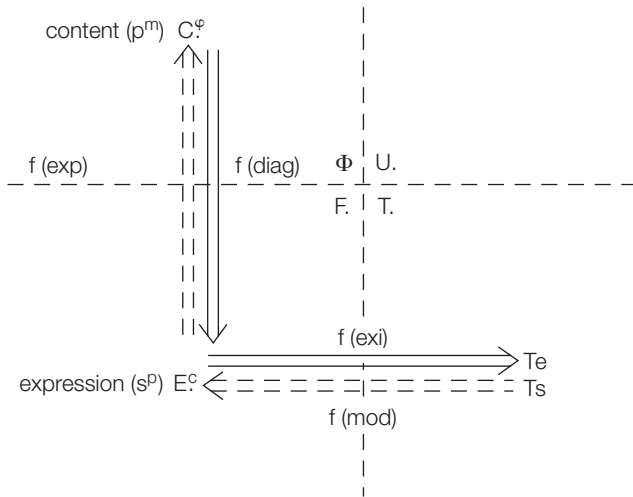 content (pᵐ) C.ᵠ
f (exp) f (diag) Φ U.
F. T.
f (exi)
Te
expression (sᵖ) E.ᶜ Ts
f (mod)